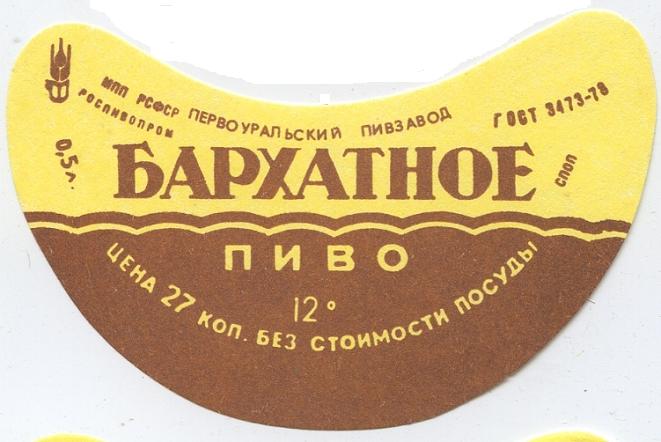 МПП РСФСР
РОСПИВОПРОМ
ПЕРВОУРАЛЬСКИЙ ПИВЗАВОД
ГОСТ 3473-78
0,5 л.
БАРХАТНОЕ
СПОП
ПИВО
12°
ЦЕНА 27 КОП. БЕЗ СТОИМОСТИ ПОСУДЫ